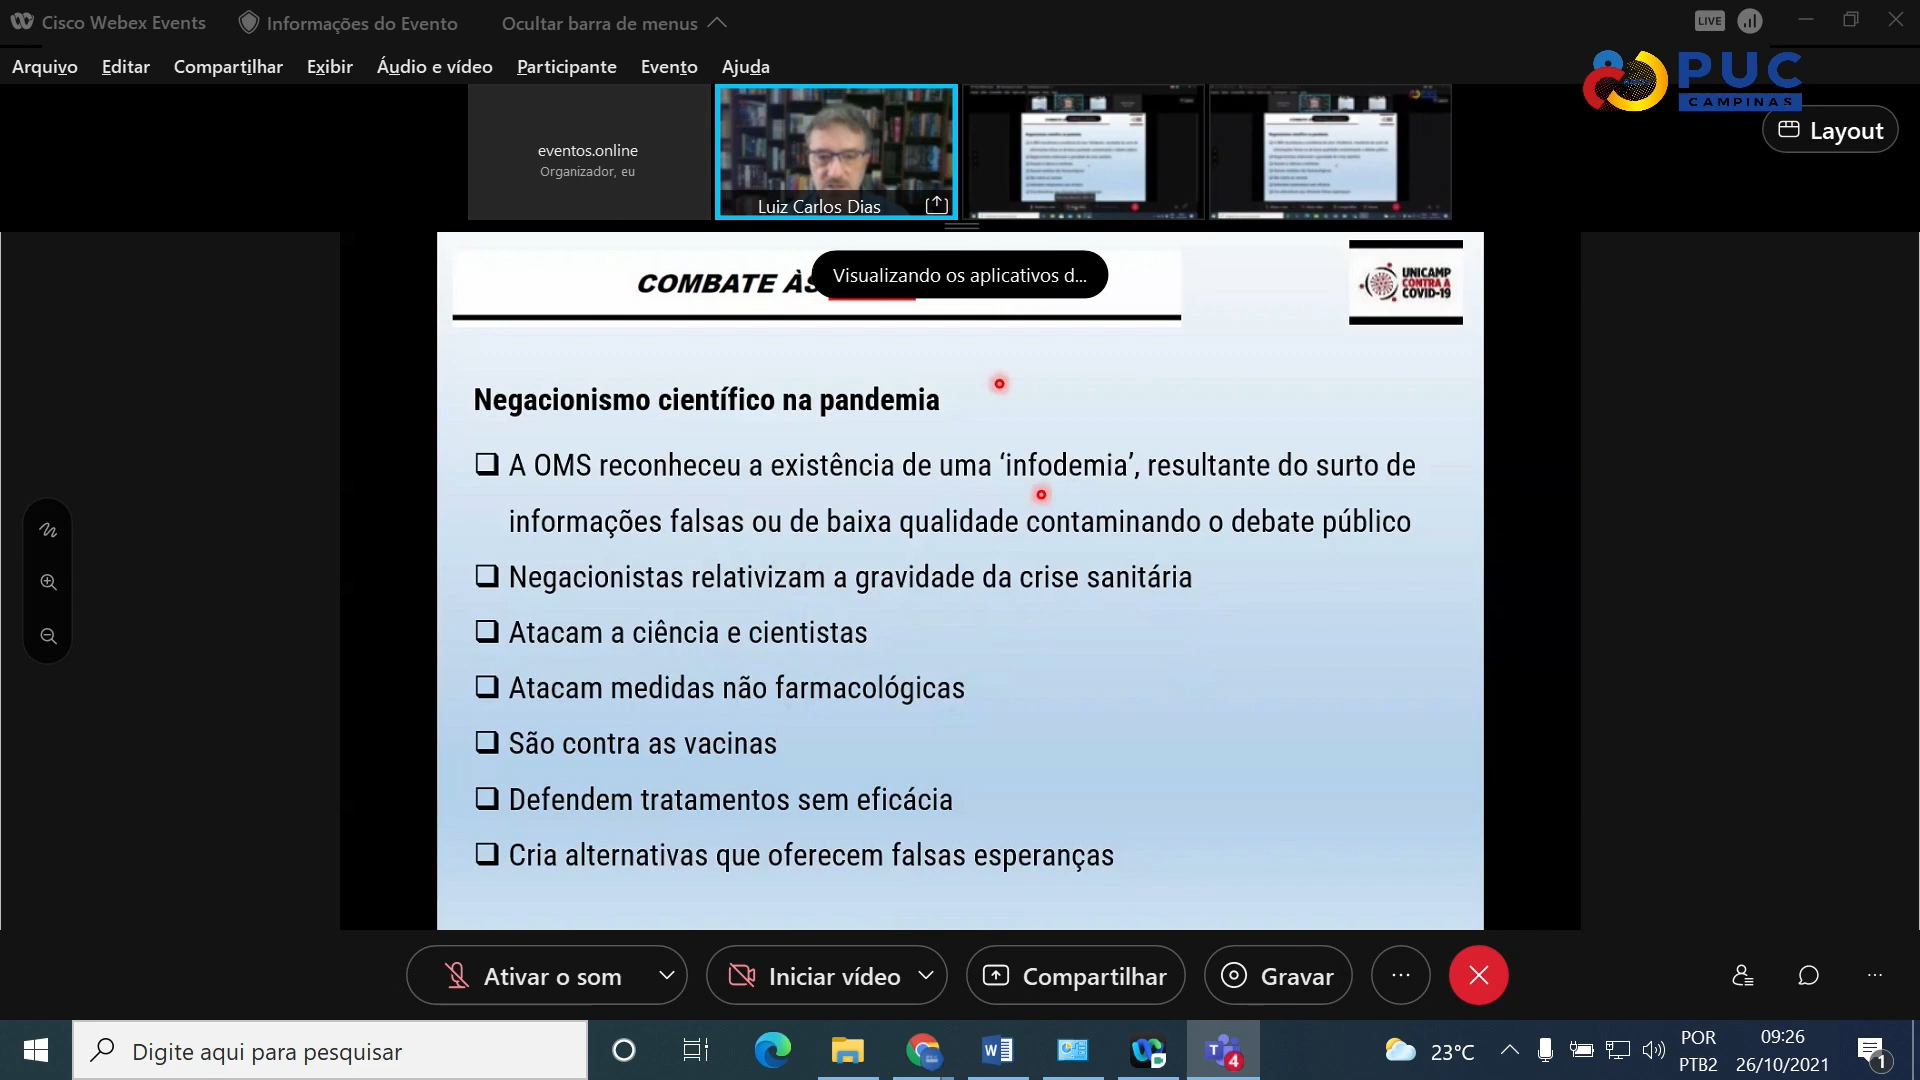 Cisco Webex Events
Informações do Evento
Ocultar barra de menus
LIVE
Arquivo Editar Compartilhar Exibir Áudio e vídeo Participante Evento Ajuda
PUC
CAMPINAS
Layout
eventos.online
Organizador, eu
Luiz Carlos Dias
COMBATE ÀS
Visualizando os aplicativos d...
UNICAMP
CONTRA A
COVID-19
Negacionismo científico na pandemia
A OMS reconheceu a existência de uma ‘infodemia’, resultante do surto de
informações falsas ou de baixa qualidade contaminando o debate público
Negacionistas relativizam a gravidade da crise sanitária
Atacam a ciência e cientistas
Atacam medidas não farmacológicas
São contra as vacinas
Defendem tratamentos sem eficácia
Cria alternativas que oferecem falsas esperanças
Ativar o som
Iniciar vídeo
Compartilhar
Gravar
Digite aqui para pesquisar
4
23°C
POR
PTB2
09:26
26/10/2021
1